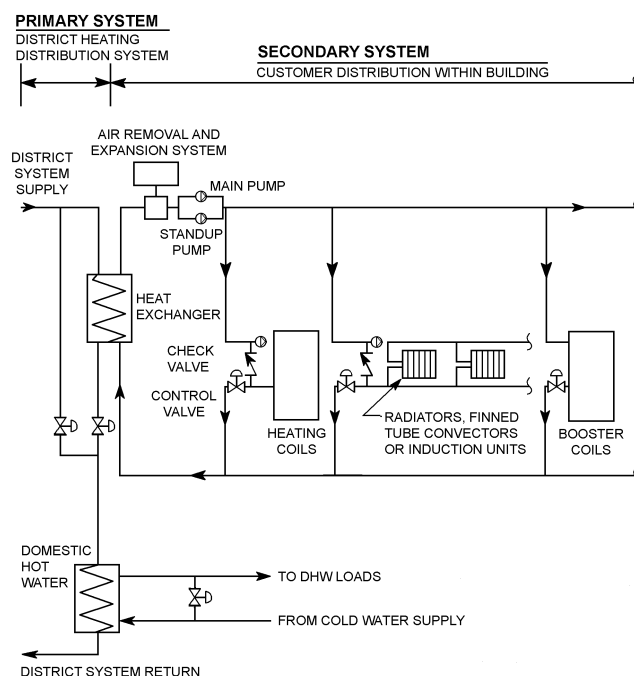 PRIMARY SYSTEM
DISTRICT HEATING
DISTRIBUTION SYSTEM
SECONDARY SYSTEM
CUSTOMER DISTRIBUTION WITHIN BUILDING
AIR REMOVAL AND
EXPANSION SYSTEM
DISTRICT
SYSTEM
SUPPLY
MAIN PUMP
STANDUP
PUMP
HEAT
EXCHANGER
CHECK
VALVE
CONTROL
VALVE
HEATING
COILS
RADIATORS, FINNED
TUBE CONVECTORS
OR INDUCTION UNITS
BOOSTER
COILS
DOMESTIC
HOT
WATER
TO DHW LOADS
FROM COLD WATER SUPPLY
DISTRICT SYSTEM RETURN